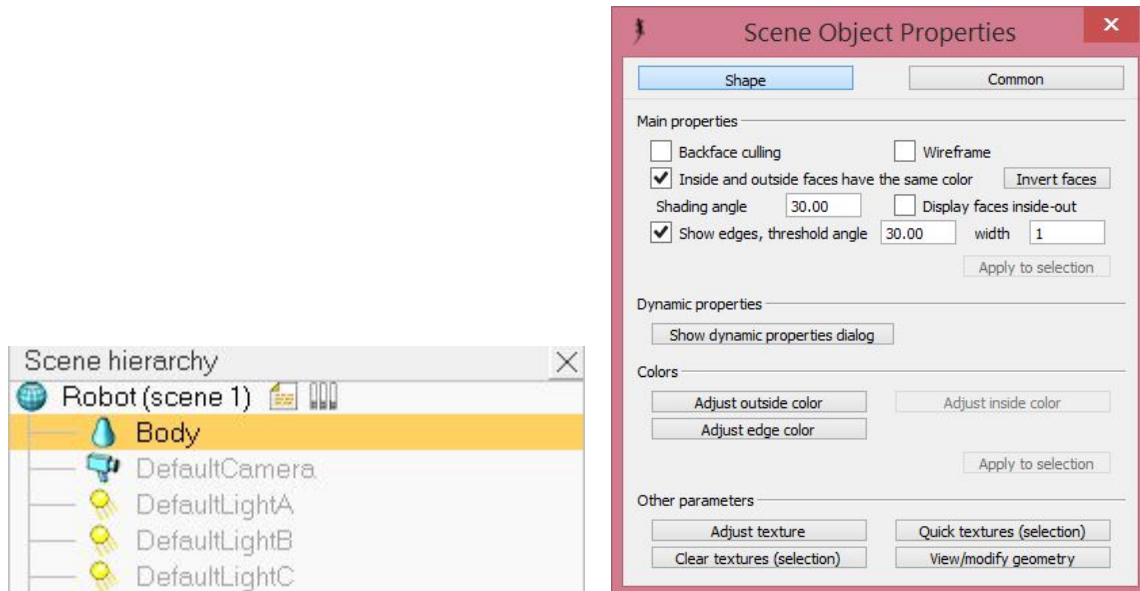 Scene hierarchy
Robot (scene 1)
Body
DefaultCamera
DefaultLightA
DefaultLightB
DefaultLightC
Scene Object Properties
Shape Common
Main properties
Backface culling Wireframe
Inside and outside faces have the same color Invert faces
Shading angle 30.00 Display faces inside-out
Show edges, threshold angle 30.00 width 1
Apply to selection
Dynamic properties
Show dynamic properties dialog
Colors
Adjust outside color Adjust inside color
Adjust edge color
Apply to selection
Other parameters
Adjust texture Quick textures (selection)
Clear textures (selection) View/modify geometry